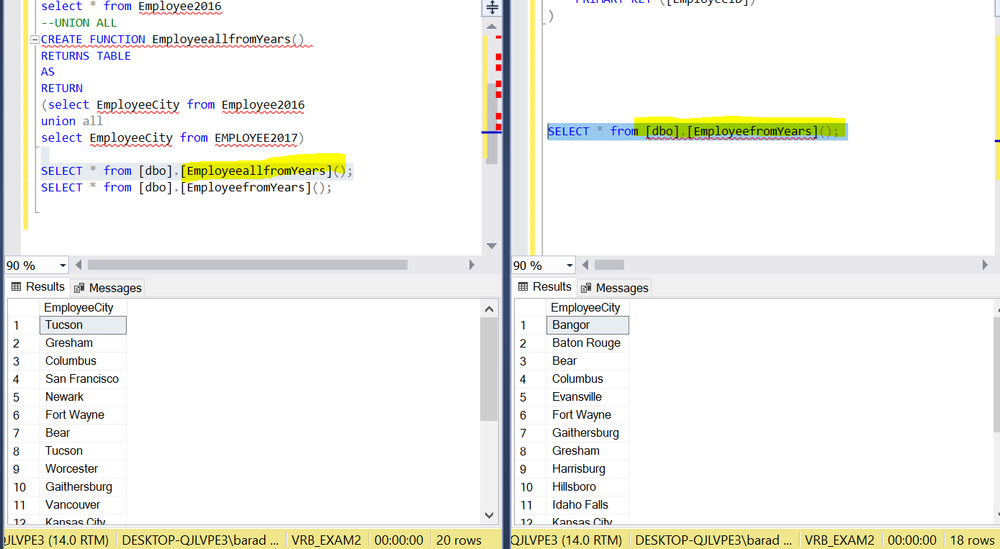 select * from Employee2016
--UNION ALL
CREATE FUNCTION EmployeeallfromYears()
RETURNS TABLE
AS
RETURN
(select EmployeeCity from Employee2016
union all
select EmployeeCity from EMPLOYEE2017)
SELECT * from [dbo].[EmployeeallfromYears]();
SELECT * from [dbo].[EmployeefromYears]();
90 %
Results Messages
EmployeeCity
1 Tucson
2 Gresham
3 Columbus
4 San Francisco
5 Newark
6 Fort Wayne
7 Bear
8 Tucson
9 Worcester
10 Gaithersburg
11 Vancouver
12 Kansas City
QJLVPE3 (14.0 RTM) DESKTOP-QJLVPE3\barad ... VRB_EXAM2 00:00:00 20 rows
PRIMARY KEY ([EmployeeID])
)
SELECT * from [dbo].[EmployeefromYears]();
90 %
Results Messages
EmployeeCity
1 Bangor
2 Baton Rouge
3 Bear
4 Columbus
5 Evansville
6 Fort Wayne
7 Gaithersburg
8 Gresham
9 Harrisburg
10 Hillsboro
11 Idaho Falls
12 Kansas City
QJLVPE3 (14.0 RTM) DESKTOP-QJLVPE3\barad ... VRB_EXAM2 00:00:00 18 rows